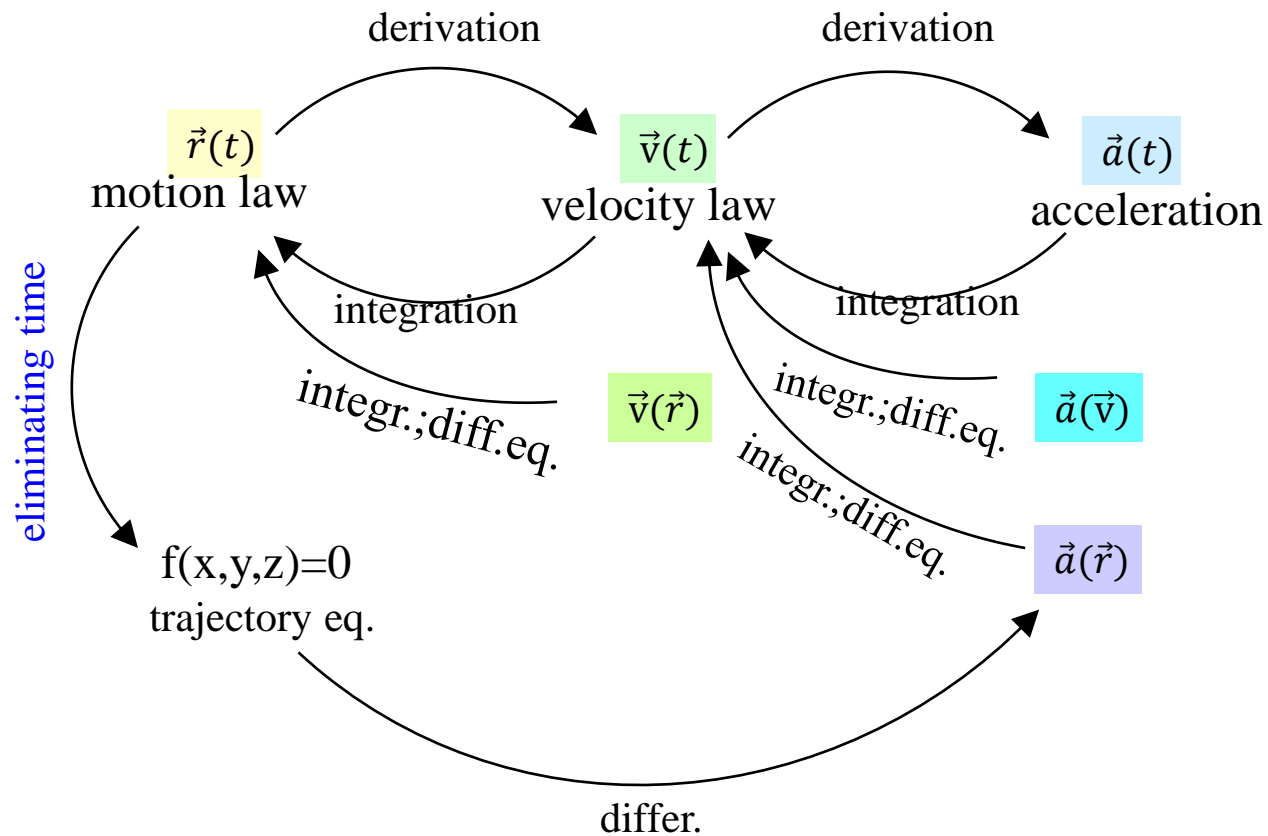 derivation
derivation
r⃗(t)
v⃗(t)
a⃗(t)
motion law
velocity law
acceleration
eliminating time
integration
integration
integr.;diff.eq.
v⃗(r⃗)
integr.;diff.eq.
a⃗(v⃗)
integr.;diff.eq.
a⃗(r⃗)
f(x,y,z)=0
trajectory eq.
differ.